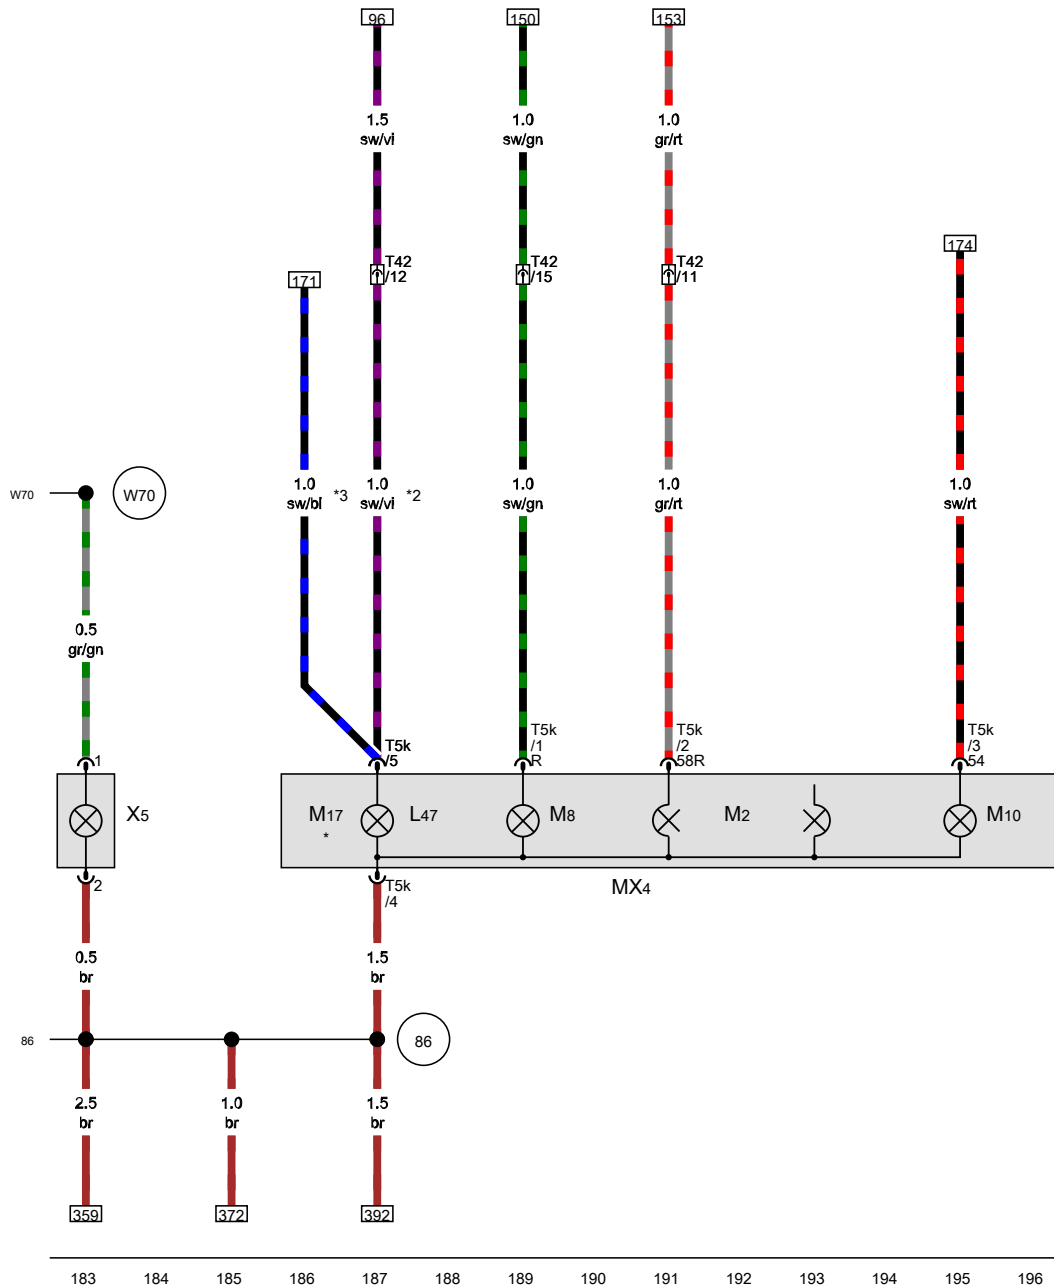 96
150
153
1.5
sw/vi
1.0
sw/gn
1.0
gr/rt
174
T42
/12
T42
/15
T42
/11
171
W70
W70
1.0
sw/bl
*3
1.0
sw/vi
*2
1.0
sw/gn
1.0
gr/rt
1.0
sw/rt
0.5
gr/gn
1
T5k
/5
T5k
/1
R
T5k
/2
58R
T5k
/3
54
X5
M17
*
L47
M8
M2
M10
2
T5k
/4
MX4
0.5
br
1.5
br
86
86
2.5
br
1.0
br
1.5
br
359
372
392
183 184 185 186 187 188 189 190 191 192 193 194 195 196